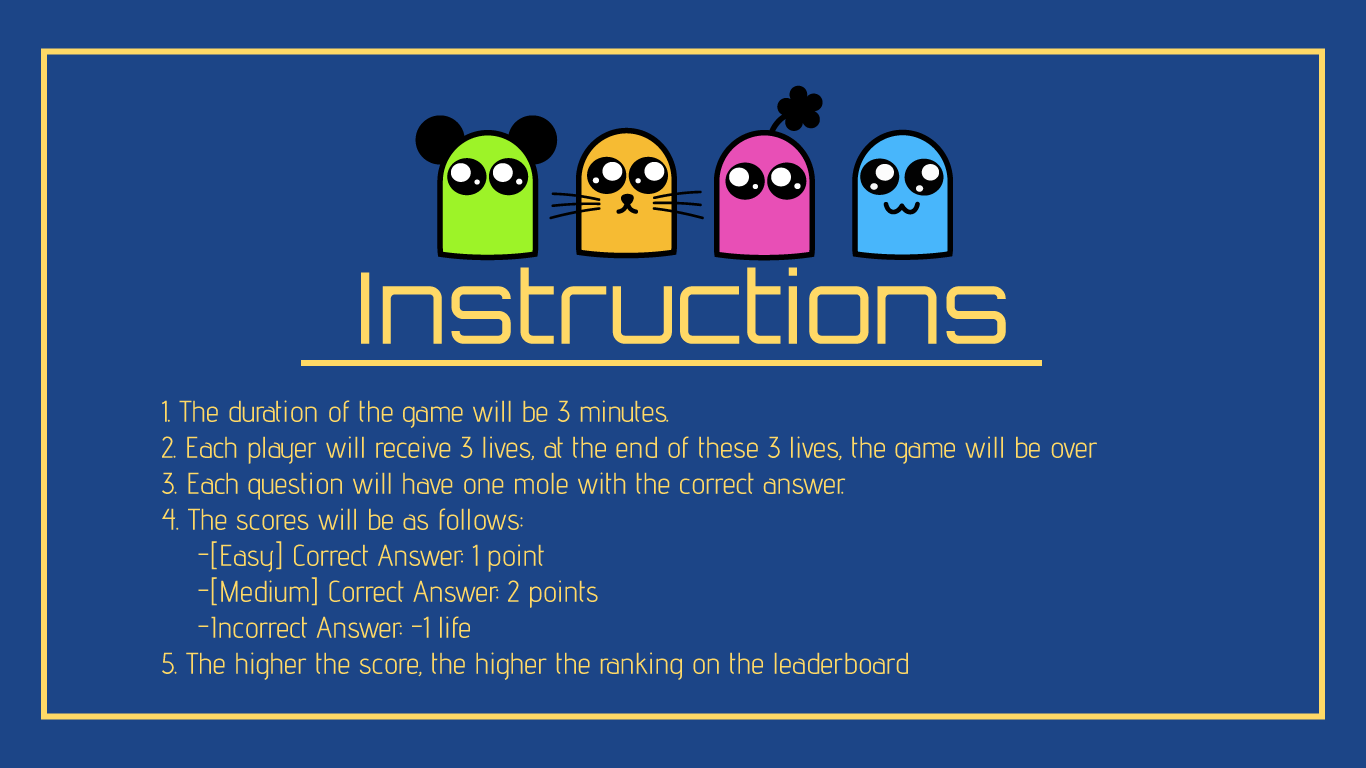 Instructions
1. The duration of the game will be 3 minutes.
2. Each player will receive 3 lives, at the end of these 3 lives, the game will be over
3. Each question will have one mole with the correct answer.
4. The scores will be as follows:
-[Easy] Correct Answer: 1 point
-[Medium] Correct Answer: 2 points
-Incorrect Answer: -1 life
5. The higher the score, the higher the ranking on the leaderboard